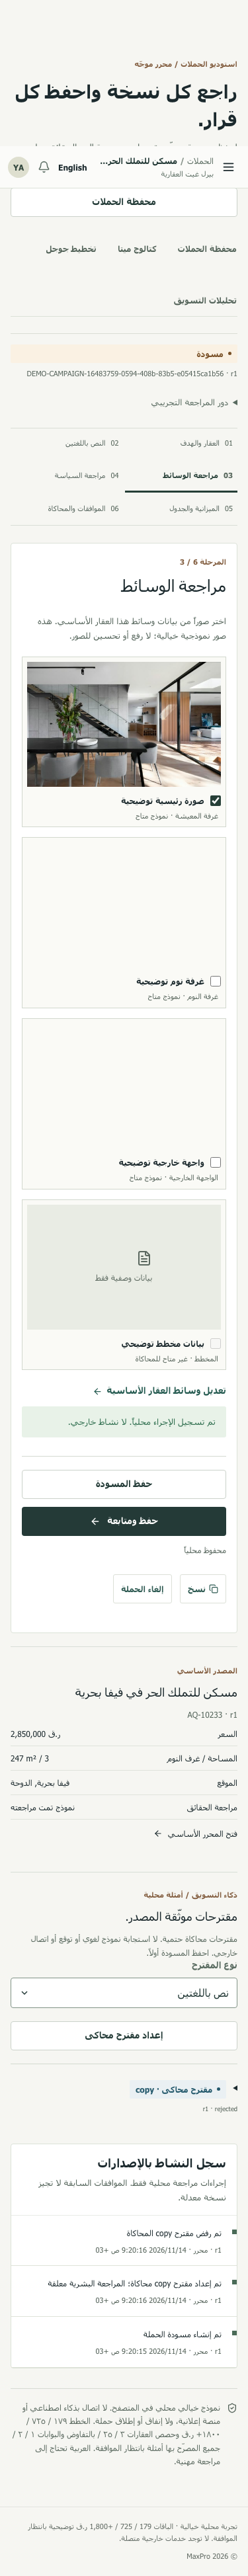 استوديو الحملات / محرر موجّه
راجع كل نسخة واحفظ كل
قرار.
الحملات / مسكن للتملك الحر...
بيرل غيت العقارية
English
YA
محفظة الحملات
محفظة الحملات
كتالوج ميتا
تخطيط جوجل
تحليلات التسويق
مسودة
DEMO-CAMPAIGN-16483759-0594-408b-83b5-e05415ca1b56 · r1
دور المراجعة التجريبي
01 العقار والهدف
02 النص باللغتين
03 مراجعة الوسائط
04 مراجعة السياسة
05 الميزانية والجدول
06 الموافقات والمحاكاة
المرحلة 6 / 3
مراجعة الوسائط
اختر صوراً من بيانات وسائط هذا العقار الأساسي. هذه
صور نموذجية خيالية؛ لا رفع أو تحسين للصور.
صورة رئيسية توضيحية
غرفة المعيشة · نموذج متاح
غرفة نوم توضيحية
غرفة النوم · نموذج متاح
واجهة خارجية توضيحية
الواجهة الخارجية · نموذج متاح
بيانات وصفية فقط
بيانات مخطط توضيحي
المخطط · غير متاح للمحاكاة
تعديل وسائط العقار الأساسية
تم تسجيل الإجراء محلياً. لا نشاط خارجي.
حفظ المسودة
حفظ ومتابعة
محفوظ محلياً
نسخ
إلغاء الحملة
المصدر الأساسي
مسكن للتملك الحر في فيفا بحرية
AQ-10233 · r1
السعر
ر.ق 2,850,000
المساحة / غرف النوم
247 m² / 3
الموقع
فيفا بحرية, الدوحة
مراجعة الحقائق
نموذج تمت مراجعته
فتح المحرر الأساسي
ذكاء التسويق / أمثلة محلية
مقترحات موثّقة المصدر.
مقترحات محاكاة حتمية. لا استجابة نموذج لغوي أو توقع أو اتصال
خارجي. احفظ المسودة أولاً.
نوع المقترح
نص باللغتين
إعداد مقترح محاكى
مقترح محاكى · copy
r1 · rejected
سجل النشاط بالإصدارات
إجراءات مراجعة محلية فقط. الموافقات السابقة لا تجيز
نسخة معدلة.
تم رفض مقترح copy المحاكاة
r1 · محرر · 2026/11/14 9:20:16 ص +03
تم إعداد مقترح copy محاكاة؛ المراجعة البشرية معلقة
r1 · محرر · 2026/11/14 9:20:16 ص +03
تم إنشاء مسودة الحملة
r1 · محرر · 2026/11/14 9:20:15 ص +03
نموذج خيالي محلي في المتصفح. لا اتصال بذكاء اصطناعي أو
منصة إعلانية، ولا إنفاق أو إطلاق حملة. الخطط ١٧٩ / ٧٢٥ /
١٨٠٠+ ر.ق وحصص العقارات ٣ / ٢٥ / بالتفاوض والبوابات ١ / ٢ /
جميع المصرّح بها أمثلة بانتظار الموافقة. العربية تحتاج إلى
مراجعة مهنية.
تجربة محلية خيالية · الباقات 179 / 725 / +1,800 ر.ق توضيحية بانتظار
الموافقة. لا توجد خدمات خارجية متصلة.
© 2026 MaxPro